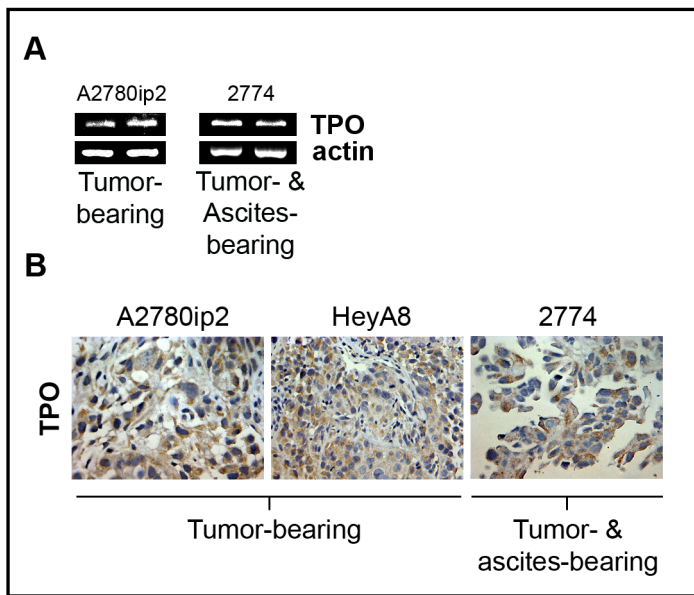 A
A2780ip2
2774
TPO
actin
Tumor-
bearing
Tumor- &
Ascites-
bearing
B
A2780ip2
HeyA8
2774
TPO
Tumor-bearing
Tumor- &
ascites-bearing